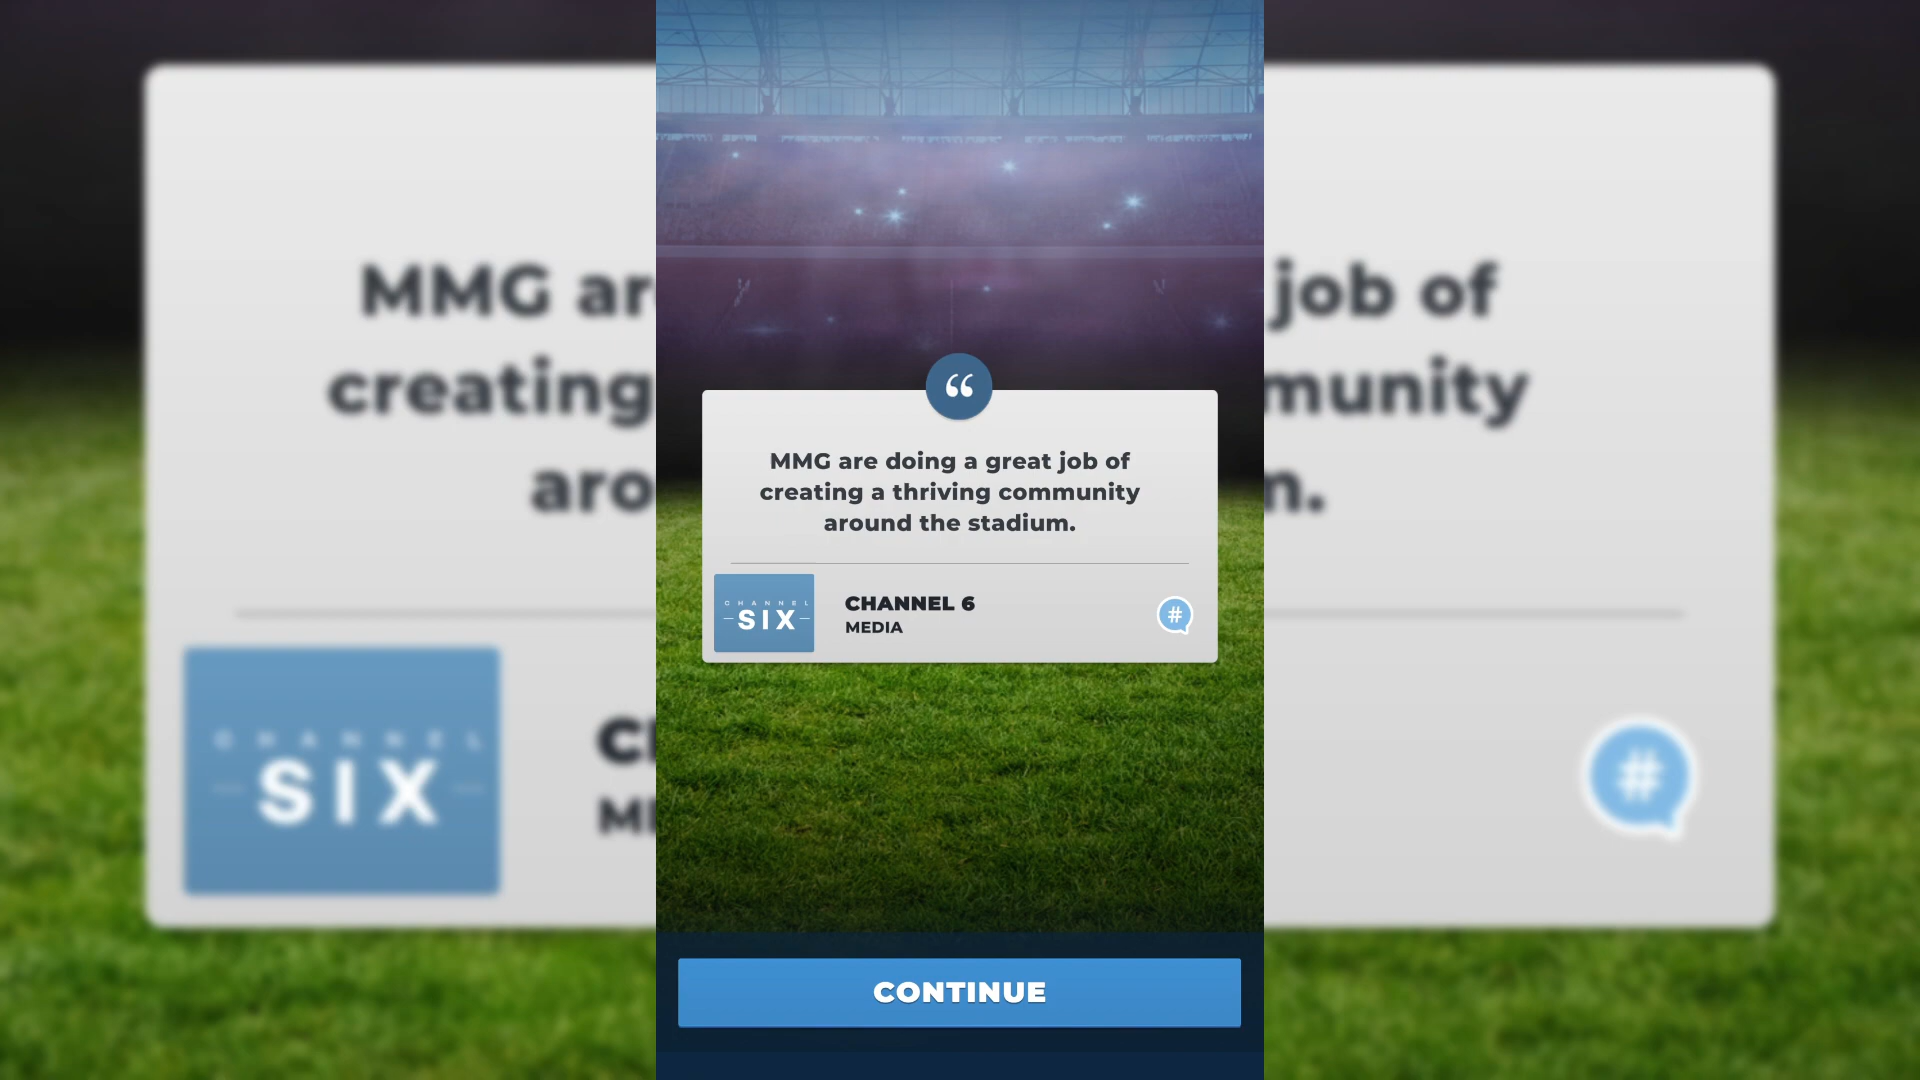 MMG are doing a great job of
creating a thriving community
around the stadium.
CHANNEL
SIX
CHANNEL 6
MEDIA
#
CONTINUE